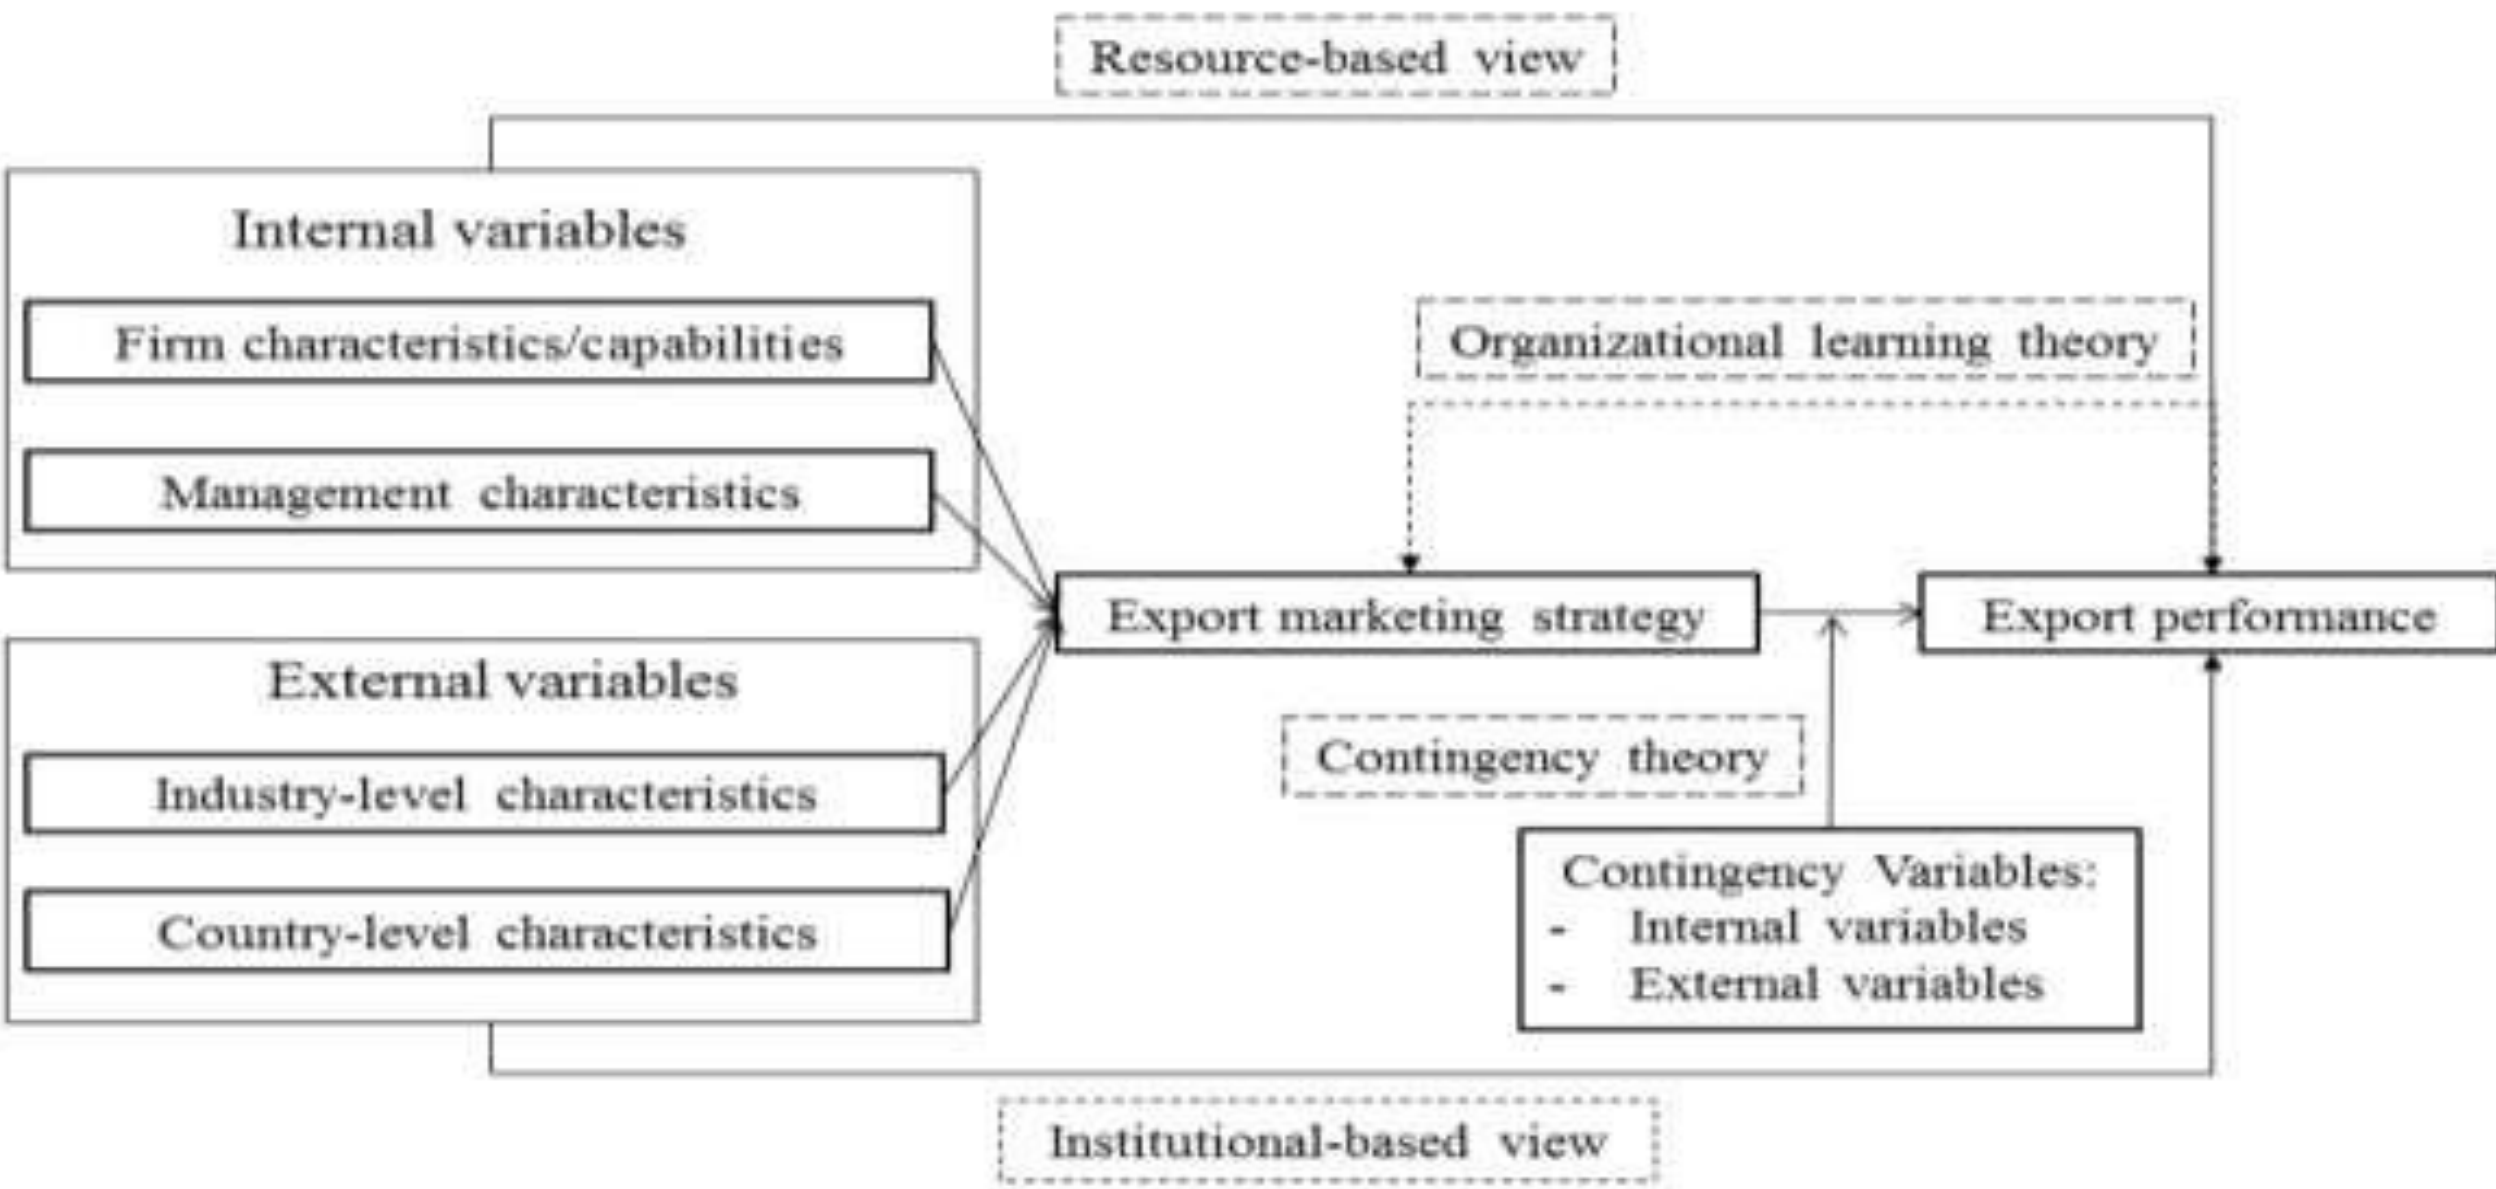 Resource-based view
Internal variables
Firm characteristics/capabilities
Organizational learning theory
Management characteristics
Export marketing strategy
Export performance
External variables
Contingency theory
Industry-level characteristics
Contingency Variables:
- Internal variables
- External variables
Country-level characteristics
Institutional-based view